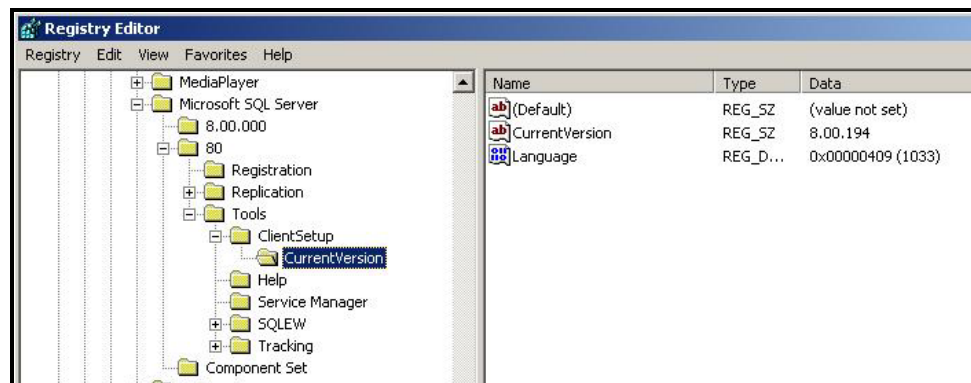 Registry Editor
Registry Edit View Favorites Help
MediaPlayer
Microsoft SQL Server
8.00.000
80
Registration
Replication
Tools
ClientSetup
CurrentVersion
Help
Service Manager
SQLEW
Tracking
Component Set
Name Type Data
(Default) REG_SZ (value not set)
CurrentVersion REG_SZ 8.00.194
Language REG_D... 0x00000409 (1033)